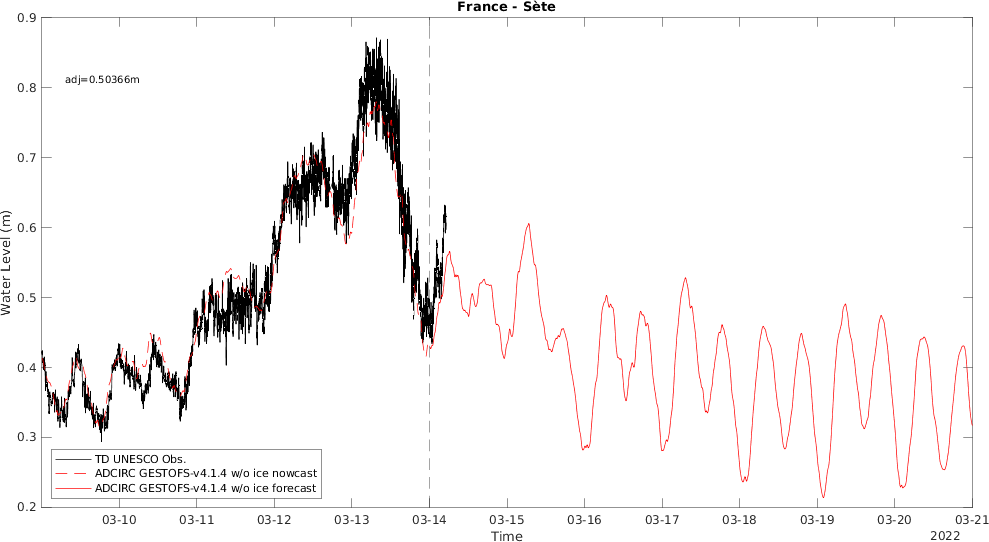 France - Sète
0.9
0.8
0.7
0.6
0.5
0.4
0.3
0.2
Water Level (m)
adj=0.50366m
TD UNESCO Obs.
ADCIRC GESTOFS-v4.1.4 w/o ice nowcast
ADCIRC GESTOFS-v4.1.4 w/o ice forecast
03-10 03-11 03-12 03-13 03-14 03-15 03-16 03-17 03-18 03-19 03-20 03-21
Time
2022